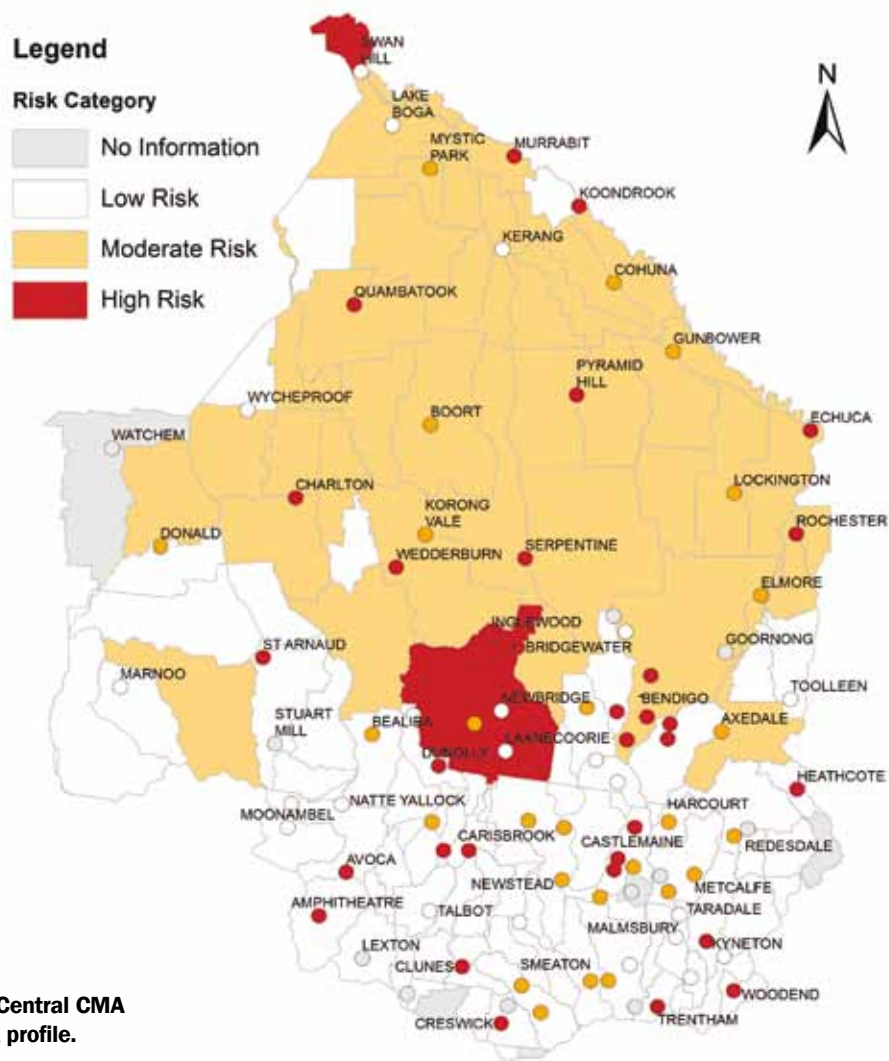 Legend
Risk Category
No Information
Low Risk
Moderate Risk
High Risk
N
SWAN
HILL
LAKE
BOGA
MYSTIC
PARK
MURRABIT
KOONDROOK
KERANG
COHUNA
QUAMBATOOK
GUNBOWER
PYRAMID
HILL
WYCHEPROOF
BOORT
ECHUCA
WATCHEM
CHARLTON
LOCKINGTON
KORONG
VALE
ROCHESTER
DONALD
WEDDERBURN
SERPENTINE
ELMORE
INGLEWOOD
ST ARNAUD
BRIDGEWATER
GOORNONG
MARNOO
NEWBRIDGE
BENDIGO
TOOLLEEN
STUART
MILL
BEALIBA
LAANECOORIE
AXEDALE
DUNOLLY
HEATHCOTE
NATTE YALLOCK
HARCOURT
MOONAMBEL
CARISBROOK
CASTLEMAINE
REDESDALE
AVOCA
NEWSTEAD
METCALFE
AMPHITHEATRE
TALBOT
TARADALE
MALMSBURY
LEXTON
KYNETON
CLUNES
SMEATON
WOODEND
CRESWICK
TRENTHAM
Central CMA
profile.